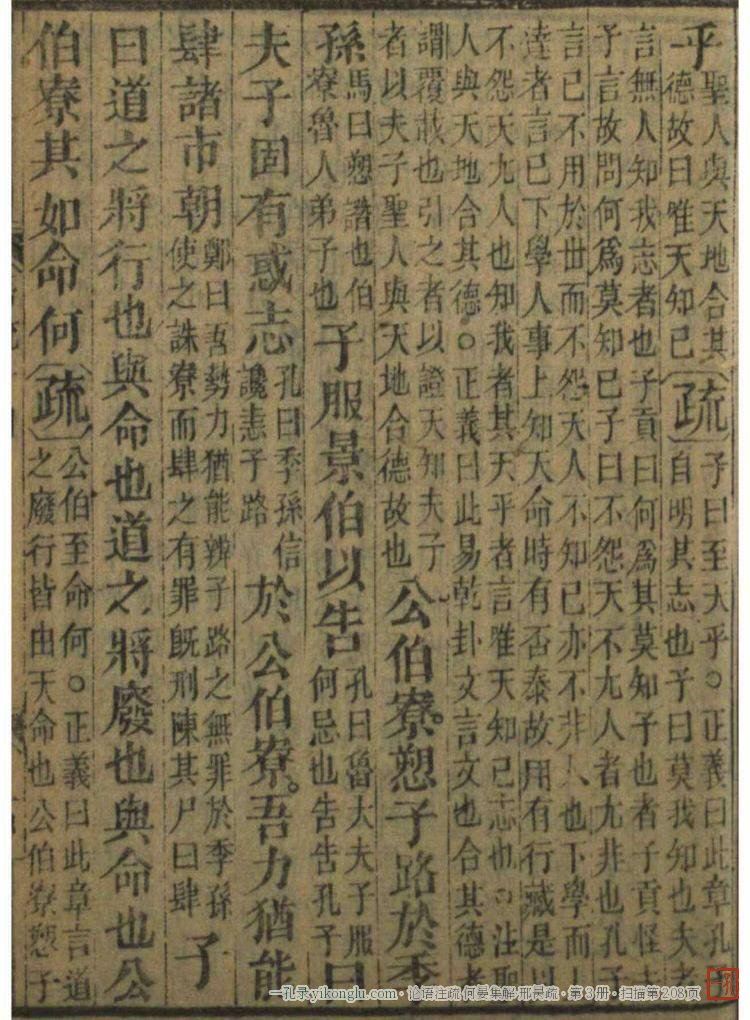 乎聖人與天地合其德故曰唯天知己〔疏〕子曰至天乎。正義曰此章孔子自明其志也子曰莫我知也夫者
言無人知我志者也子貢曰何爲其莫知子也者子貢怪夫
子言故問何爲莫知己子曰不怨天不尤人者尤非也孔子
言己不用於世而不怨天人不知己亦不非人也下學而上
達者言己下學人事上知天命時有否泰故用有行藏是以
不怨天尤人也知我者其天乎者言唯天知己志也。注聖
人與天地合其德。正義曰此易乾卦文言文也合其德者
謂覆載也引之者以證天知夫子者以夫子聖人與天地合德故也公伯寮愬子路於季
孫馬曰愬譖也伯寮魯人弟子也子服景伯以告孔曰魯大夫子服何忌也告告孔子曰
夫子固有惑志孔曰季孫信讒恚子路於公伯寮。吾力猶能
肆諸市朝鄭曰吾勢力猶能辨子路之無罪於季孫使之誅寮而肆之有罪既刑陳其尸曰肆子
曰道之將行也與命也道之將廢也與命也公
伯寮其如命何〔疏〕公伯至命何。正義曰此章言道之廢行皆由天命也公伯寮愬子
一孔录yikonglu.com·论语注疏·何晏集解·邢昺疏·第3册·扫描第208页